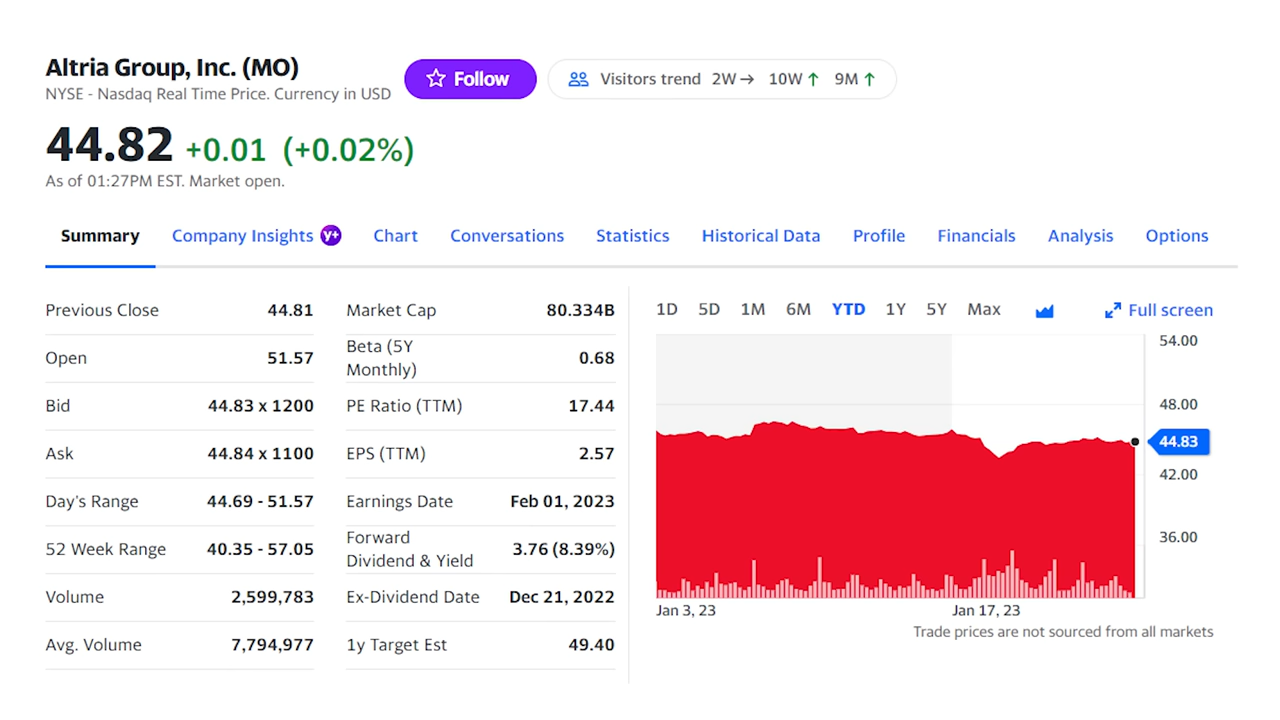 Altria Group, Inc. (MO)
NYSE - Nasdaq Real Time Price. Currency in USD
Follow
Visitors trend 2W→ 10W↑ 9M↑
44.82 +0.01 (+0.02%)
As of 01:27PM EST. Market open.
Summary Company Insights Y+ Chart Conversations Statistics Historical Data Profile Financials Analysis Options
Previous Close 44.81
Open 51.57
Bid 44.83 x 1200
Ask 44.84 x 1100
Day's Range 44.69 - 51.57
52 Week Range 40.35 - 57.05
Volume 2,599,783
Avg. Volume 7,794,977
Market Cap 80.334B
Beta (5Y
Monthly) 0.68
PE Ratio (TTM) 17.44
EPS (TTM) 2.57
Earnings Date Feb 01, 2023
Forward
Dividend & Yield 3.76 (8.39%)
Ex-Dividend Date Dec 21, 2022
1y Target Est 49.40
1D 5D 1M 6M YTD 1Y 5Y Max Full screen
54.00
48.00
44.83
42.00
36.00
Jan 3, 23 Jan 17, 23
Trade prices are not sourced from all markets